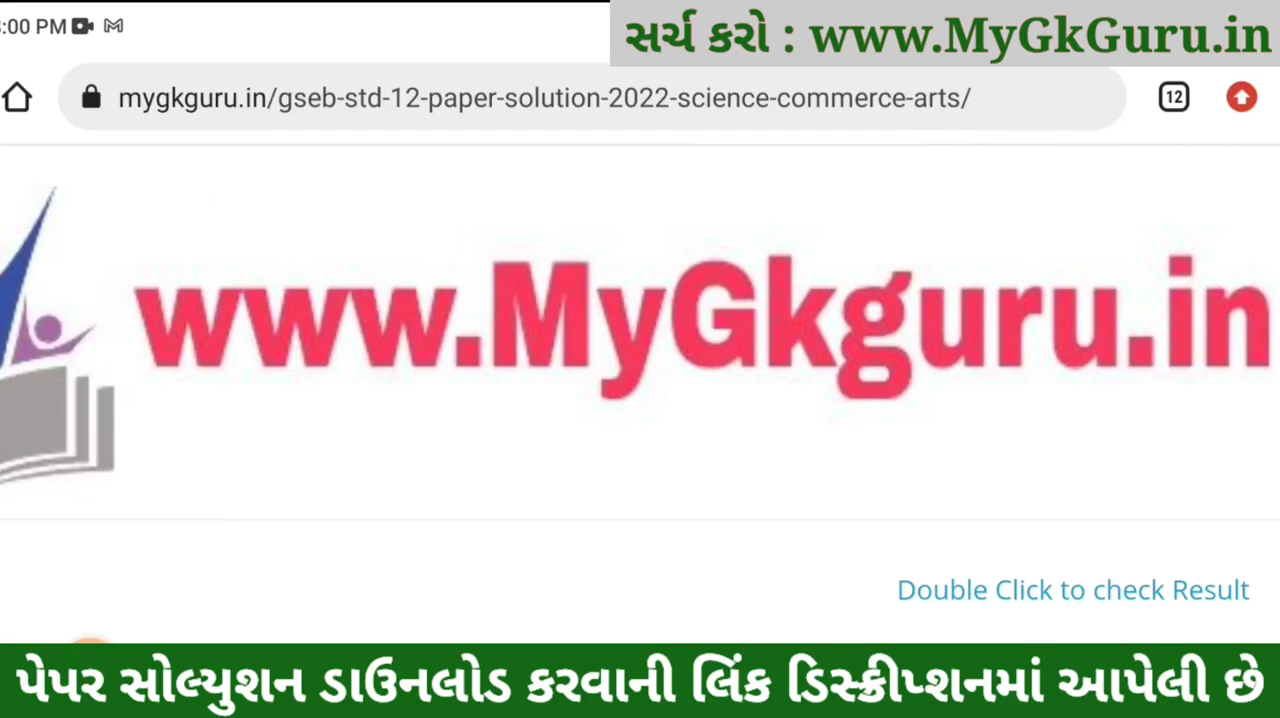 :00 PM
સર્ચ કરો : www.MyGkGuru.in
mygkguru.in/gseb-std-12-paper-solution-2022-science-commerce-arts/
12
www.MyGkguru.in
Double Click to check Result
પેપર સોલ્યુશન ડાઉનલોડ કરવાની લિંક ડિસ્ક્રીપ્શનમાં આપેલી છે